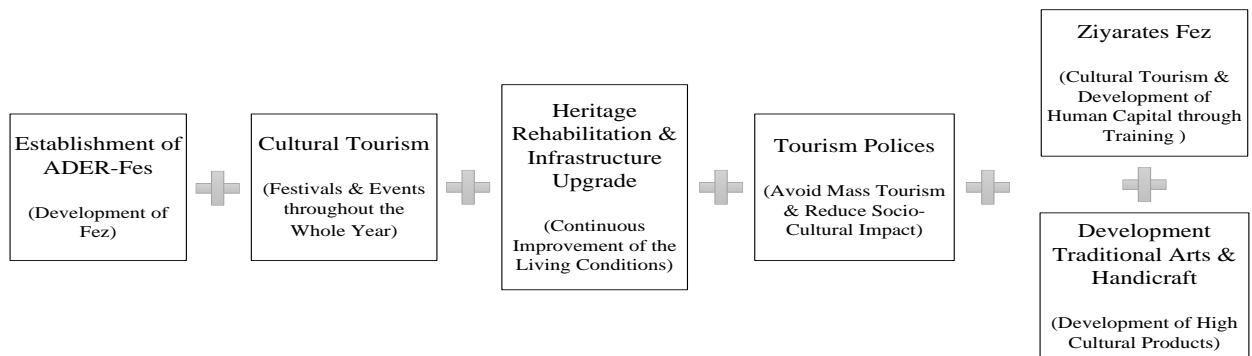 Establishment of
ADER-Fes
(Development of
Fez)
Cultural Tourism
(Festivals & Events
throughout the
Whole Year)
Heritage
Rehabilitation &
Infrastructure
Upgrade
(Continuous
Improvement of the
Living Conditions)
Tourism Polices
(Avoid Mass Tourism
& Reduce Socio-
Cultural Impact)
Ziyarates Fez
(Cultural Tourism &
Development of
Human Capital through
Training )
Development
Traditional Arts &
Handicraft
(Development of High
Cultural Products)